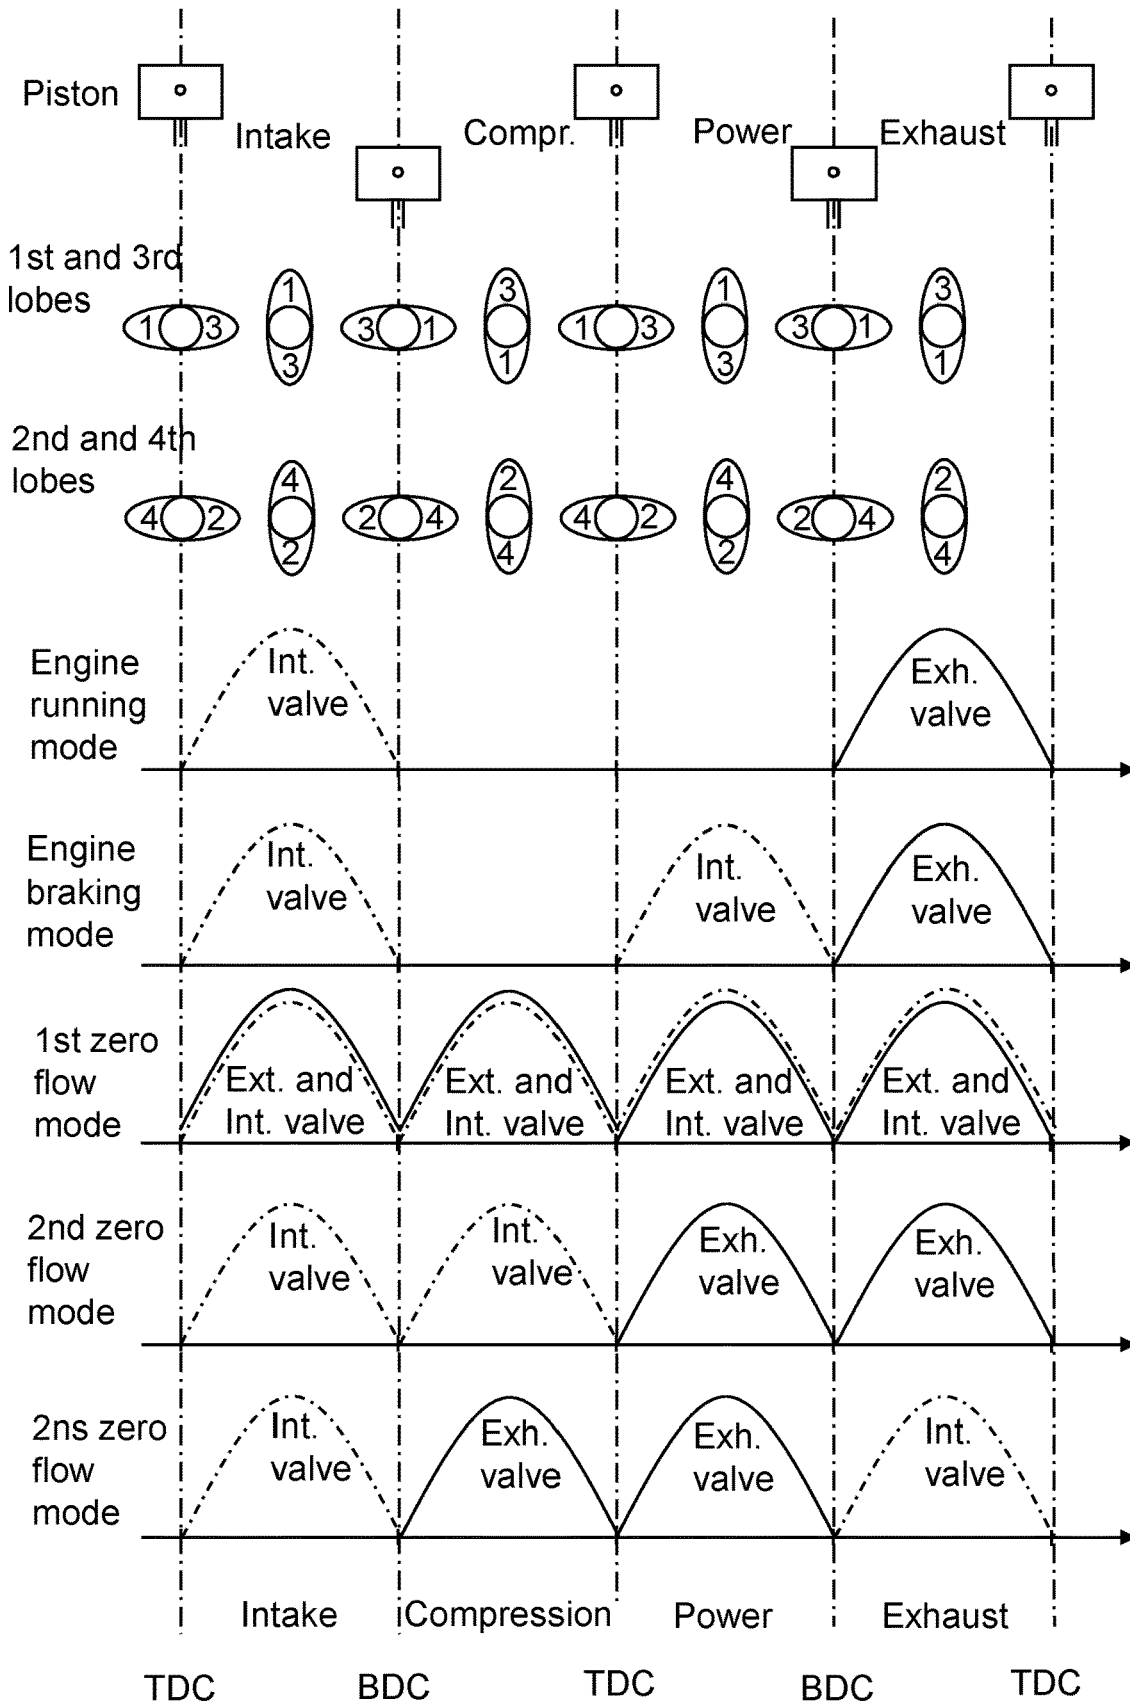 Piston
Intake
Compr.
Power
Exhaust
1st and 3rd
lobes
1 3
1
3
3 1
3
1
1 3
1
3
3 1
3
1
2nd and 4th
lobes
4 2
4
2
2 4
2
4
4 2
4
2
2 4
2
4
Engine
running
mode
Int.
valve
Exh.
valve
Engine
braking
mode
Int.
valve
Int.
valve
Exh.
valve
1st zero
flow
mode
Ext. and
Int. valve
Ext. and
Int. valve
Ext. and
Int. valve
Ext. and
Int. valve
2nd zero
flow
mode
Int.
valve
Int.
valve
Exh.
valve
Exh.
valve
2ns zero
flow
mode
Int.
valve
Exh.
valve
Exh.
valve
Int.
valve
Intake Compression Power Exhaust
TDC BDC TDC BDC TDC